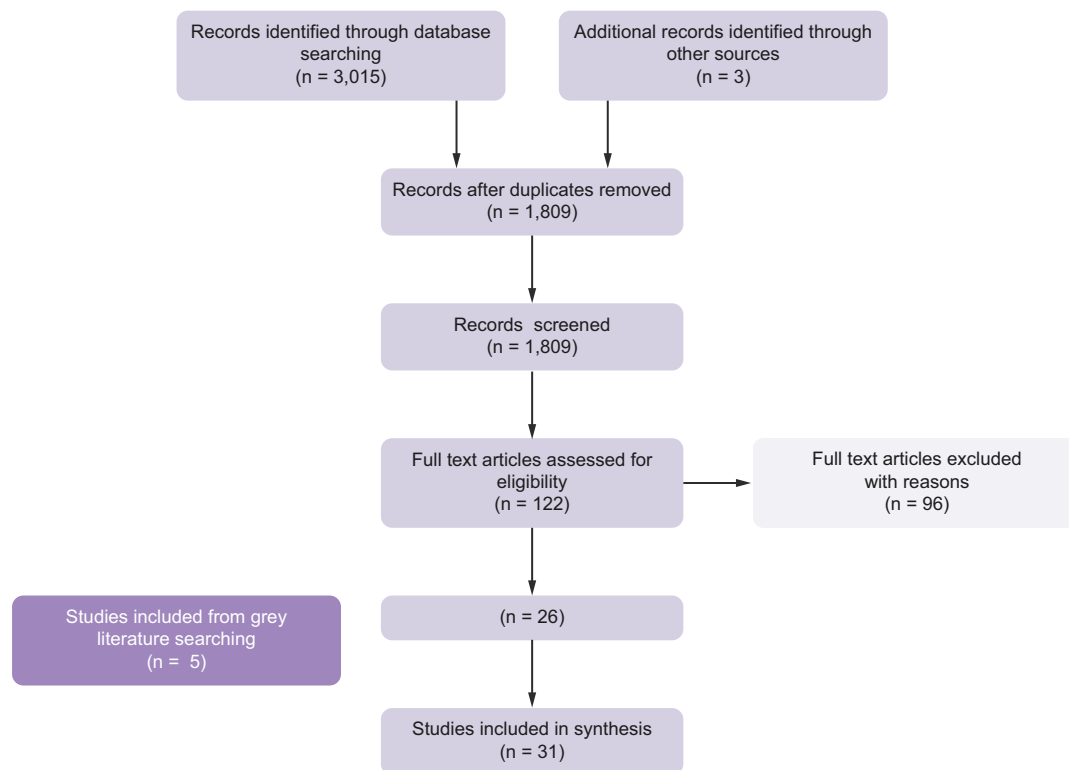 Records identified through database
searching
(n = 3,015)
Additional records identified through
other sources
(n = 3)
Records after duplicates removed
(n = 1,809)
Records screened
(n = 1,809)
Full text articles assessed for
eligibility
(n = 122)
Full text articles excluded
with reasons
(n = 96)
Studies included from grey
literature searching
(n = 5)
(n = 26)
Studies included in synthesis
(n = 31)